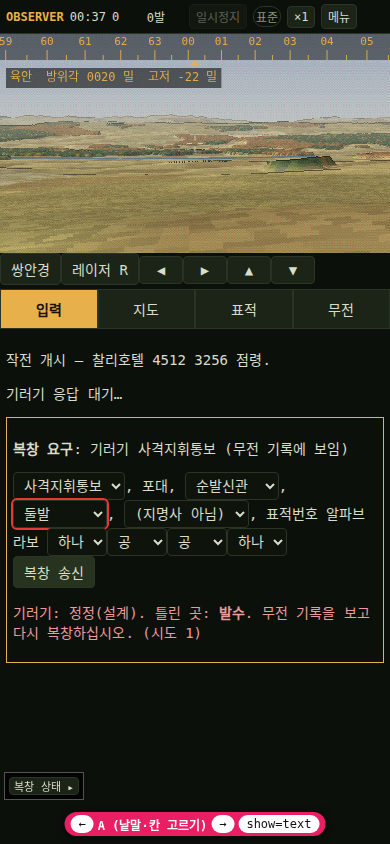 OBSERVER 00:37 0 0발 일시정지 표준 ×1 메뉴
59 60 61 62 63 00 01 02 03 04 05
육안 방위각 0020 밀 고저 -22 밀
쌍안경 레이저 R ◀ ▶ ▲ ▼
입력 지도 표적 무전
작전 개시 — 찰리호텔 4512 3256 점령.
기러기 응답 대기…
복창 요구: 기러기 사격지휘통보 (무전 기록에 보임)
사격지휘통보 , 포대, 순발신관 ,
둘발 , (지명사 아님) , 표적번호 알파브
라보 하나 공 공 하나
복창 송신
기러기: 정정(설계). 틀린 곳: 발수. 무전 기록을 보고
다시 복창하십시오. (시도 1)
복창 상태 ▸
← A (낱말·칸 고르기) → show=text